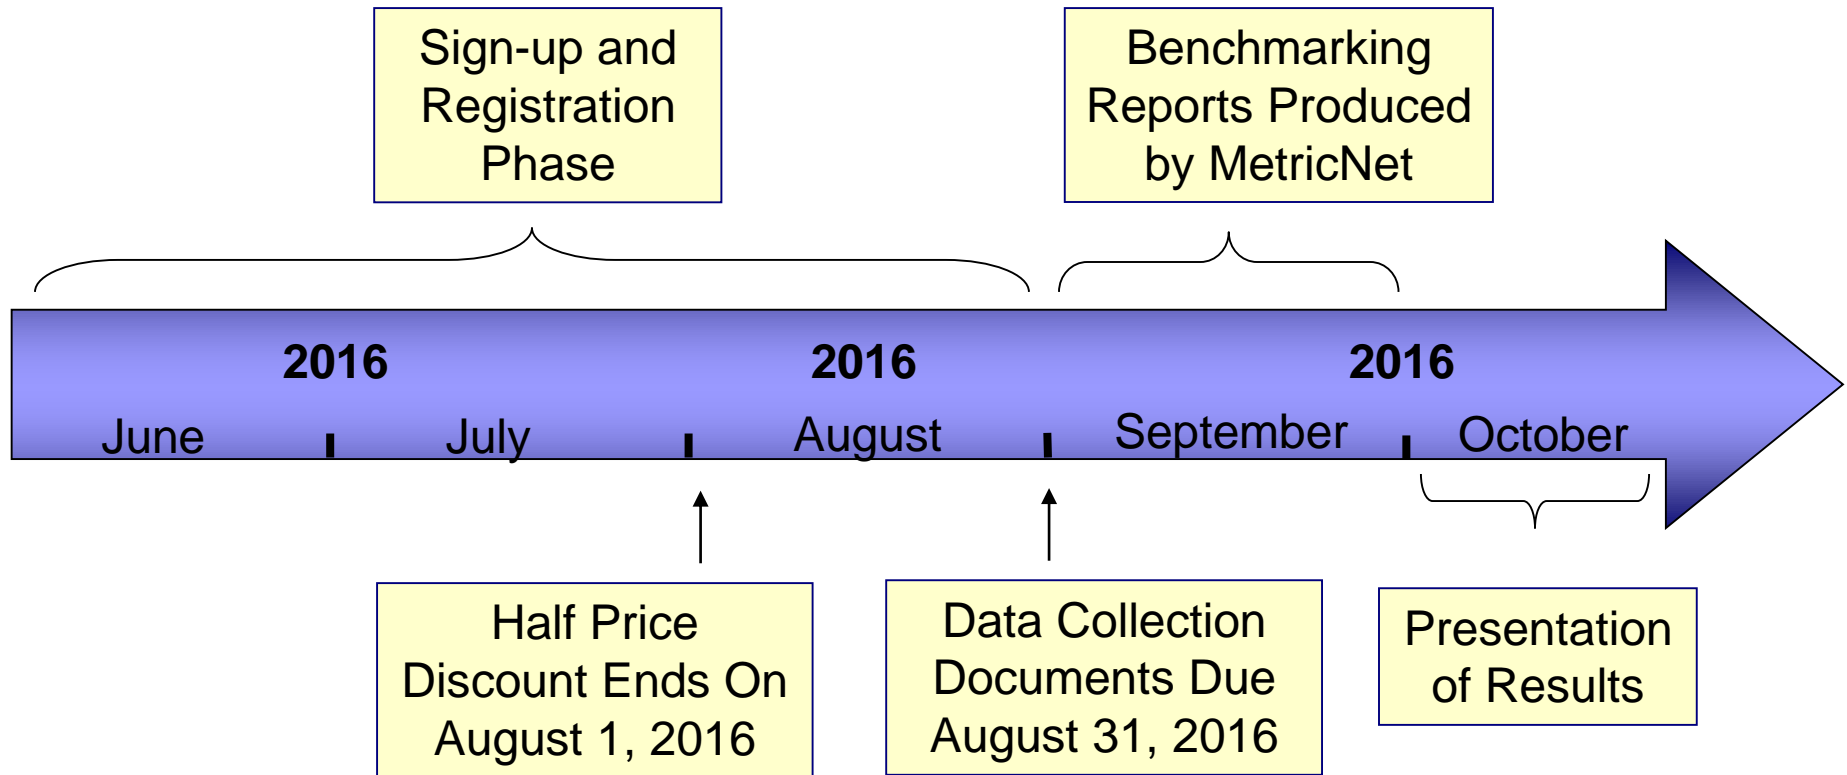 Sign-up and
Registration
Phase
Benchmarking
Reports Produced
by MetricNet
2016
2016
2016
June
July
August
September
October
Half Price
Discount Ends On
August 1, 2016
Data Collection
Documents Due
August 31, 2016
Presentation
of Results